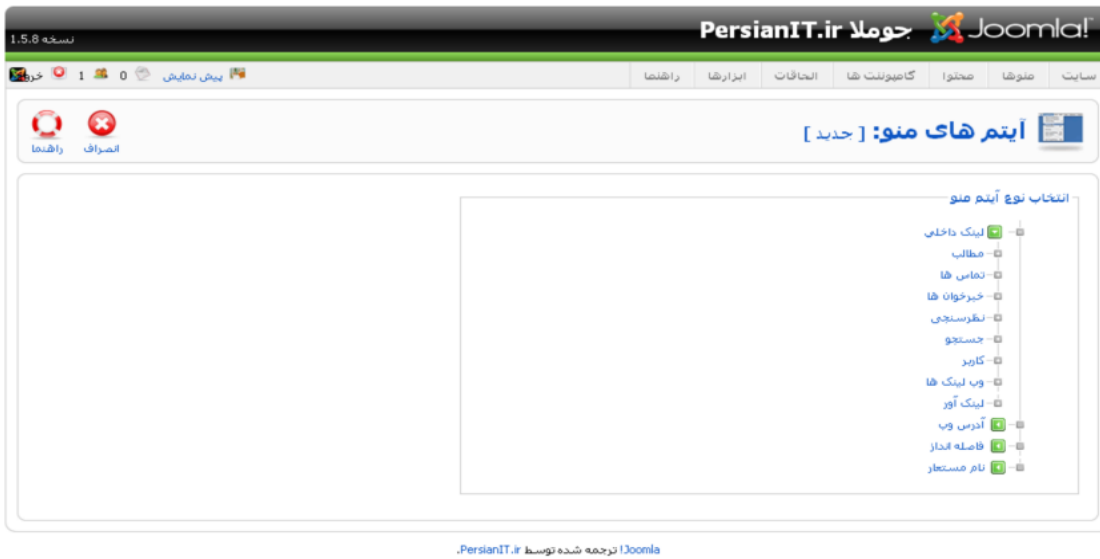 Joomla! جوملا PersianIT.ir
نسخه 1.5.8
سایت منوها محتوا کامپوننت ها الحاقات ابزارها راهنما
پیش نمایش 0 1 خرو
آیتم های منو: [ جدید ]
انصراف راهنما
انتخاب نوع آیتم منو
لینک داخلی
مطالب
تماس ها
خبرخوان ها
نظرسنجی
جستجو
کاربر
وب لینک ها
لینک آور
آدرس وب
فاصله انداز
نام مستعار
Joomla! ترجمه شده توسط PersianIT.ir.